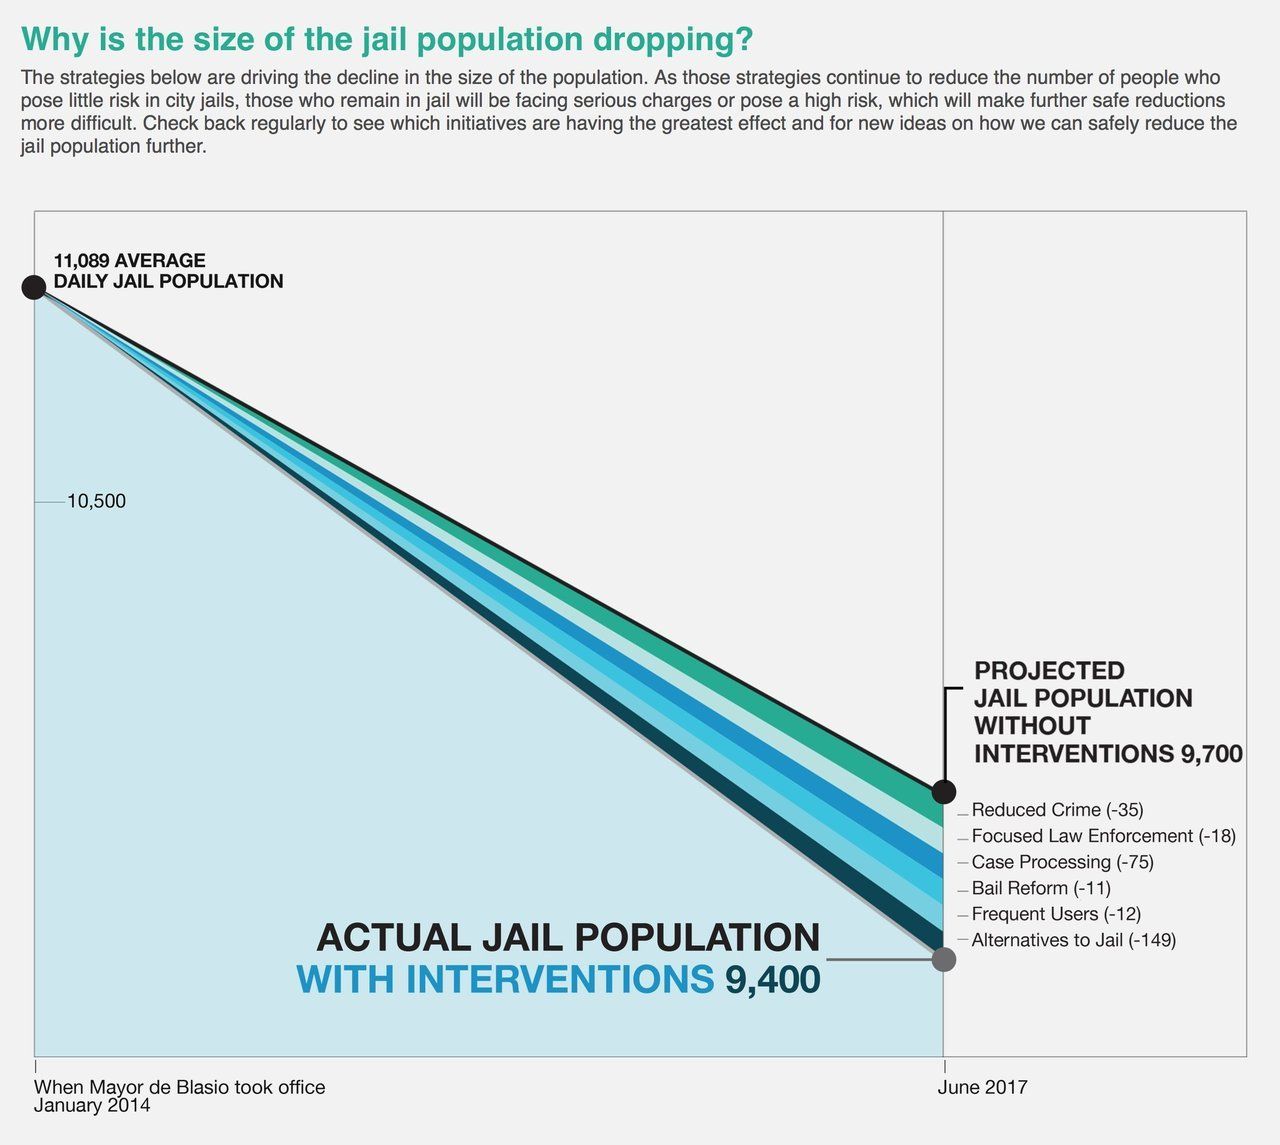 Why is the size of the jail population dropping?
The strategies below are driving the decline in the size of the population. As those strategies continue to reduce the number of people who
pose little risk in city jails, those who remain in jail will be facing serious charges or pose a high risk, which will make further safe reductions
more difficult. Check back regularly to see which initiatives are having the greatest effect and for new ideas on how we can safely reduce the
jail population further.
11,089 AVERAGE
DAILY JAIL POPULATION
10,500
PROJECTED
JAIL POPULATION
WITHOUT
INTERVENTIONS 9,700
Reduced Crime (-35)
Focused Law Enforcement (-18)
Case Processing (-75)
Bail Reform (-11)
Frequent Users (-12)
Alternatives to Jail (-149)
ACTUAL JAIL POPULATION
WITH INTERVENTIONS 9,400
When Mayor de Blasio took office
January 2014
June 2017